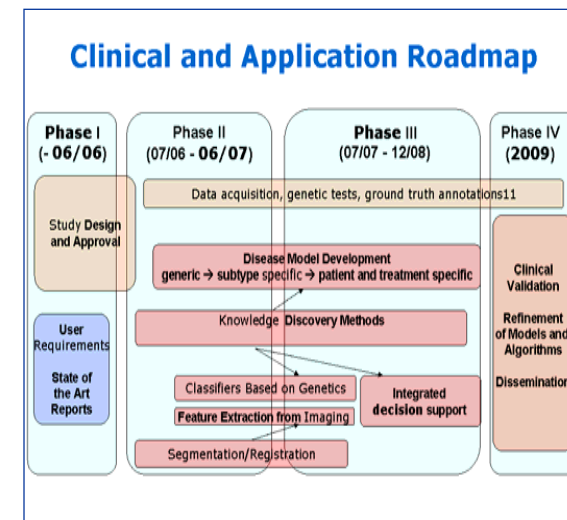 Clinical and Application Roadmap
Phase I
(- 06/06)
Phase II
(07/06 - 06/07)
Phase III
(07/07 - 12/08)
Phase IV
(2009)
Data acquisition, genetic tests, ground truth annotations11
Study Design
and Approval
Disease Model Development
generic → subtype specific → patient and treatment specific
Clinical
Validation
Refinement
of Models and
Algorithms
Dissemination
Knowledge Discovery Methods
User
Requirements
State of
the Art
Reports
Classifiers Based on Genetics
Feature Extraction from Imaging
Integrated
decision support
Segmentation/Registration